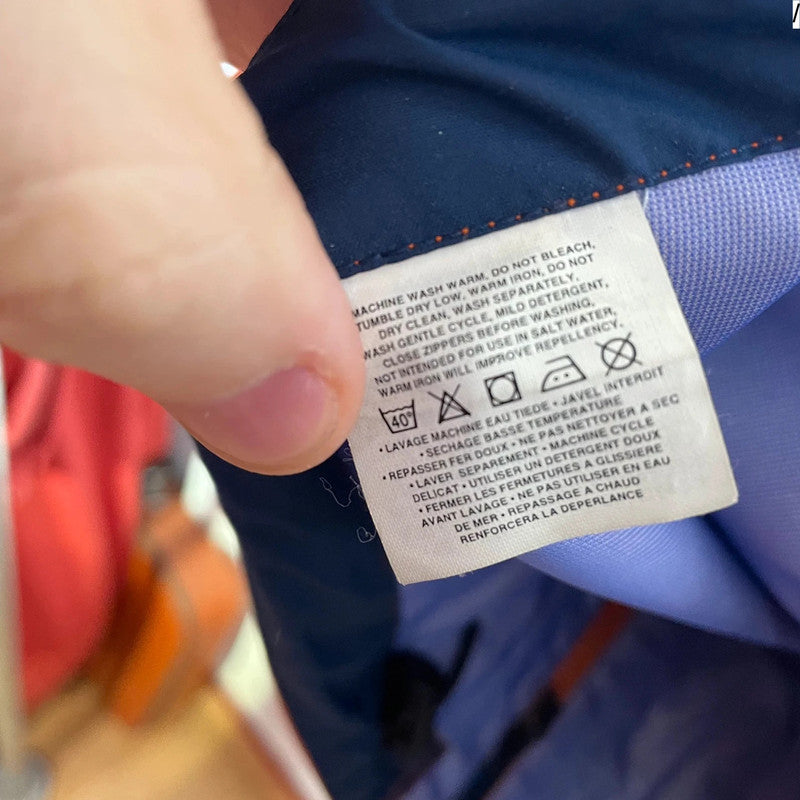 MACHINE WASH WARM, DO NOT BLEACH,
TUMBLE DRY LOW, WARM IRON, DO NOT
DRY CLEAN, WASH SEPARATELY,
WASH GENTLE CYCLE, MILD DETERGENT,
CLOSE ZIPPERS BEFORE WASHING,
NOT INTENDED FOR USE IN SALT WATER,
WARM IRON WILL IMPROVE REPELLENCY.
40°
• LAVAGE MACHINE EAU TIEDE • JAVEL INTERDIT
• SECHAGE BASSE TEMPERATURE
• REPASSER FER DOUX • NE PAS NETTOYER A SEC
• LAVER SEPAREMENT • MACHINE CYCLE
DELICAT • UTILISER UN DETERGENT DOUX
• FERMER LES FERMETURES A GLISSIERE
AVANT LAVAGE • NE PAS UTILISER EN EAU
DE MER • REPASSAGE A CHAUD
RENFORCERA LA DEPERLANCE